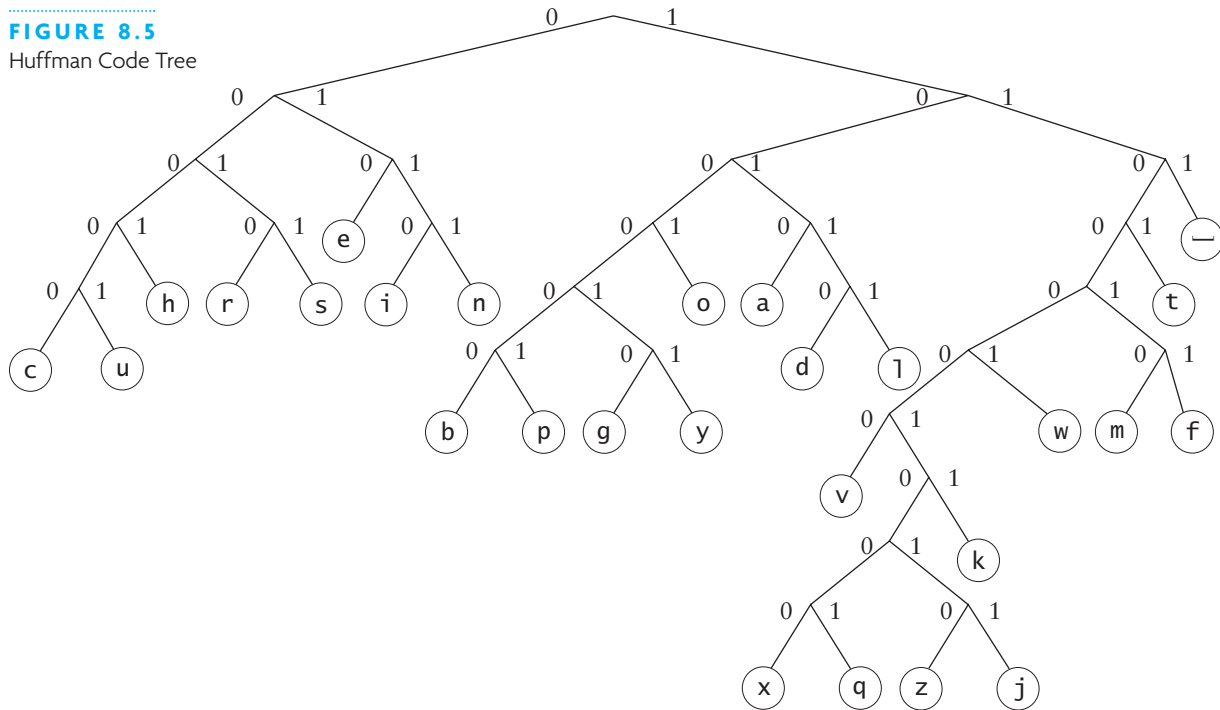 FIGURE 8.5
Huffman Code Tree
0 1
0 1 0 1
0 1 0 1 0 1 0 1
0 1 0 1 e 0 1 0 1 0 1 0 1 _
0 1 h r s i n 0 1 o a 0 1 0 1 t
c u 0 1 0 1 d l 0 1 0 1
b p g y 0 1 w m f
v 0 1
0 1 k
0 1 0 1
x q z j